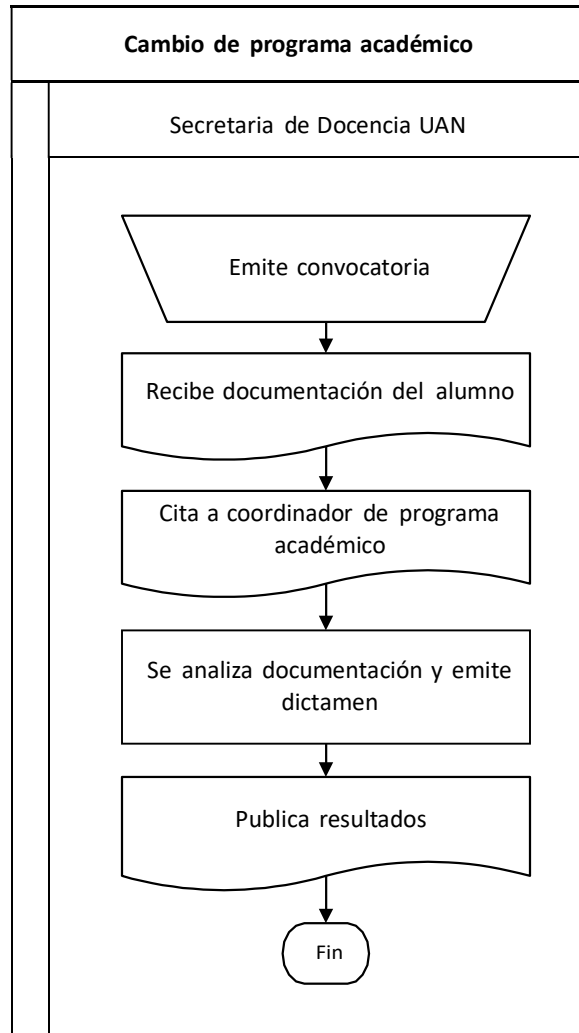 Cambio de programa académico
Secretaria de Docencia UAN
Emite convocatoria
Recibe documentación del alumno
Cita a coordinador de programa
académico
Se analiza documentación y emite
dictamen
Publica resultados
Fin